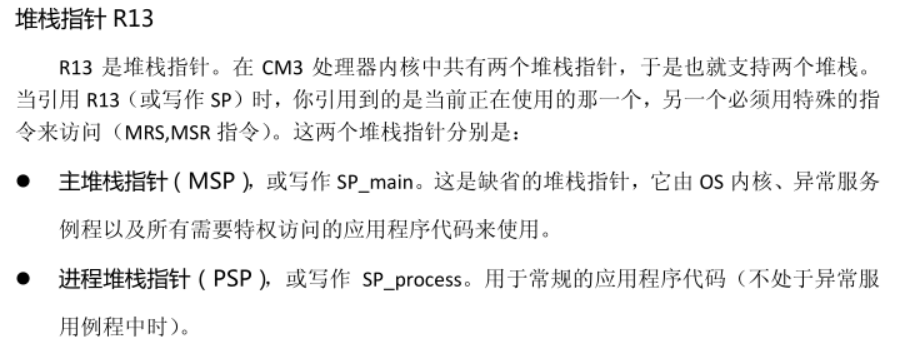 堆栈指针 R13
R13 是堆栈指针。在 CM3 处理器内核中共有两个堆栈指针，于是也就支持两个堆栈。
当引用 R13（或写作 SP）时，你引用到的是当前正在使用的那一个，另一个必须用特殊的指
令来访问（MRS,MSR 指令）。这两个堆栈指针分别是：
● 主堆栈指针（MSP），或写作 SP_main。这是缺省的堆栈指针，它由 OS 内核、异常服务
例程以及所有需要特权访问的应用程序代码来使用。
● 进程堆栈指针（PSP），或写作 SP_process。用于常规的应用程序代码（不处于异常服
用例程中时）。